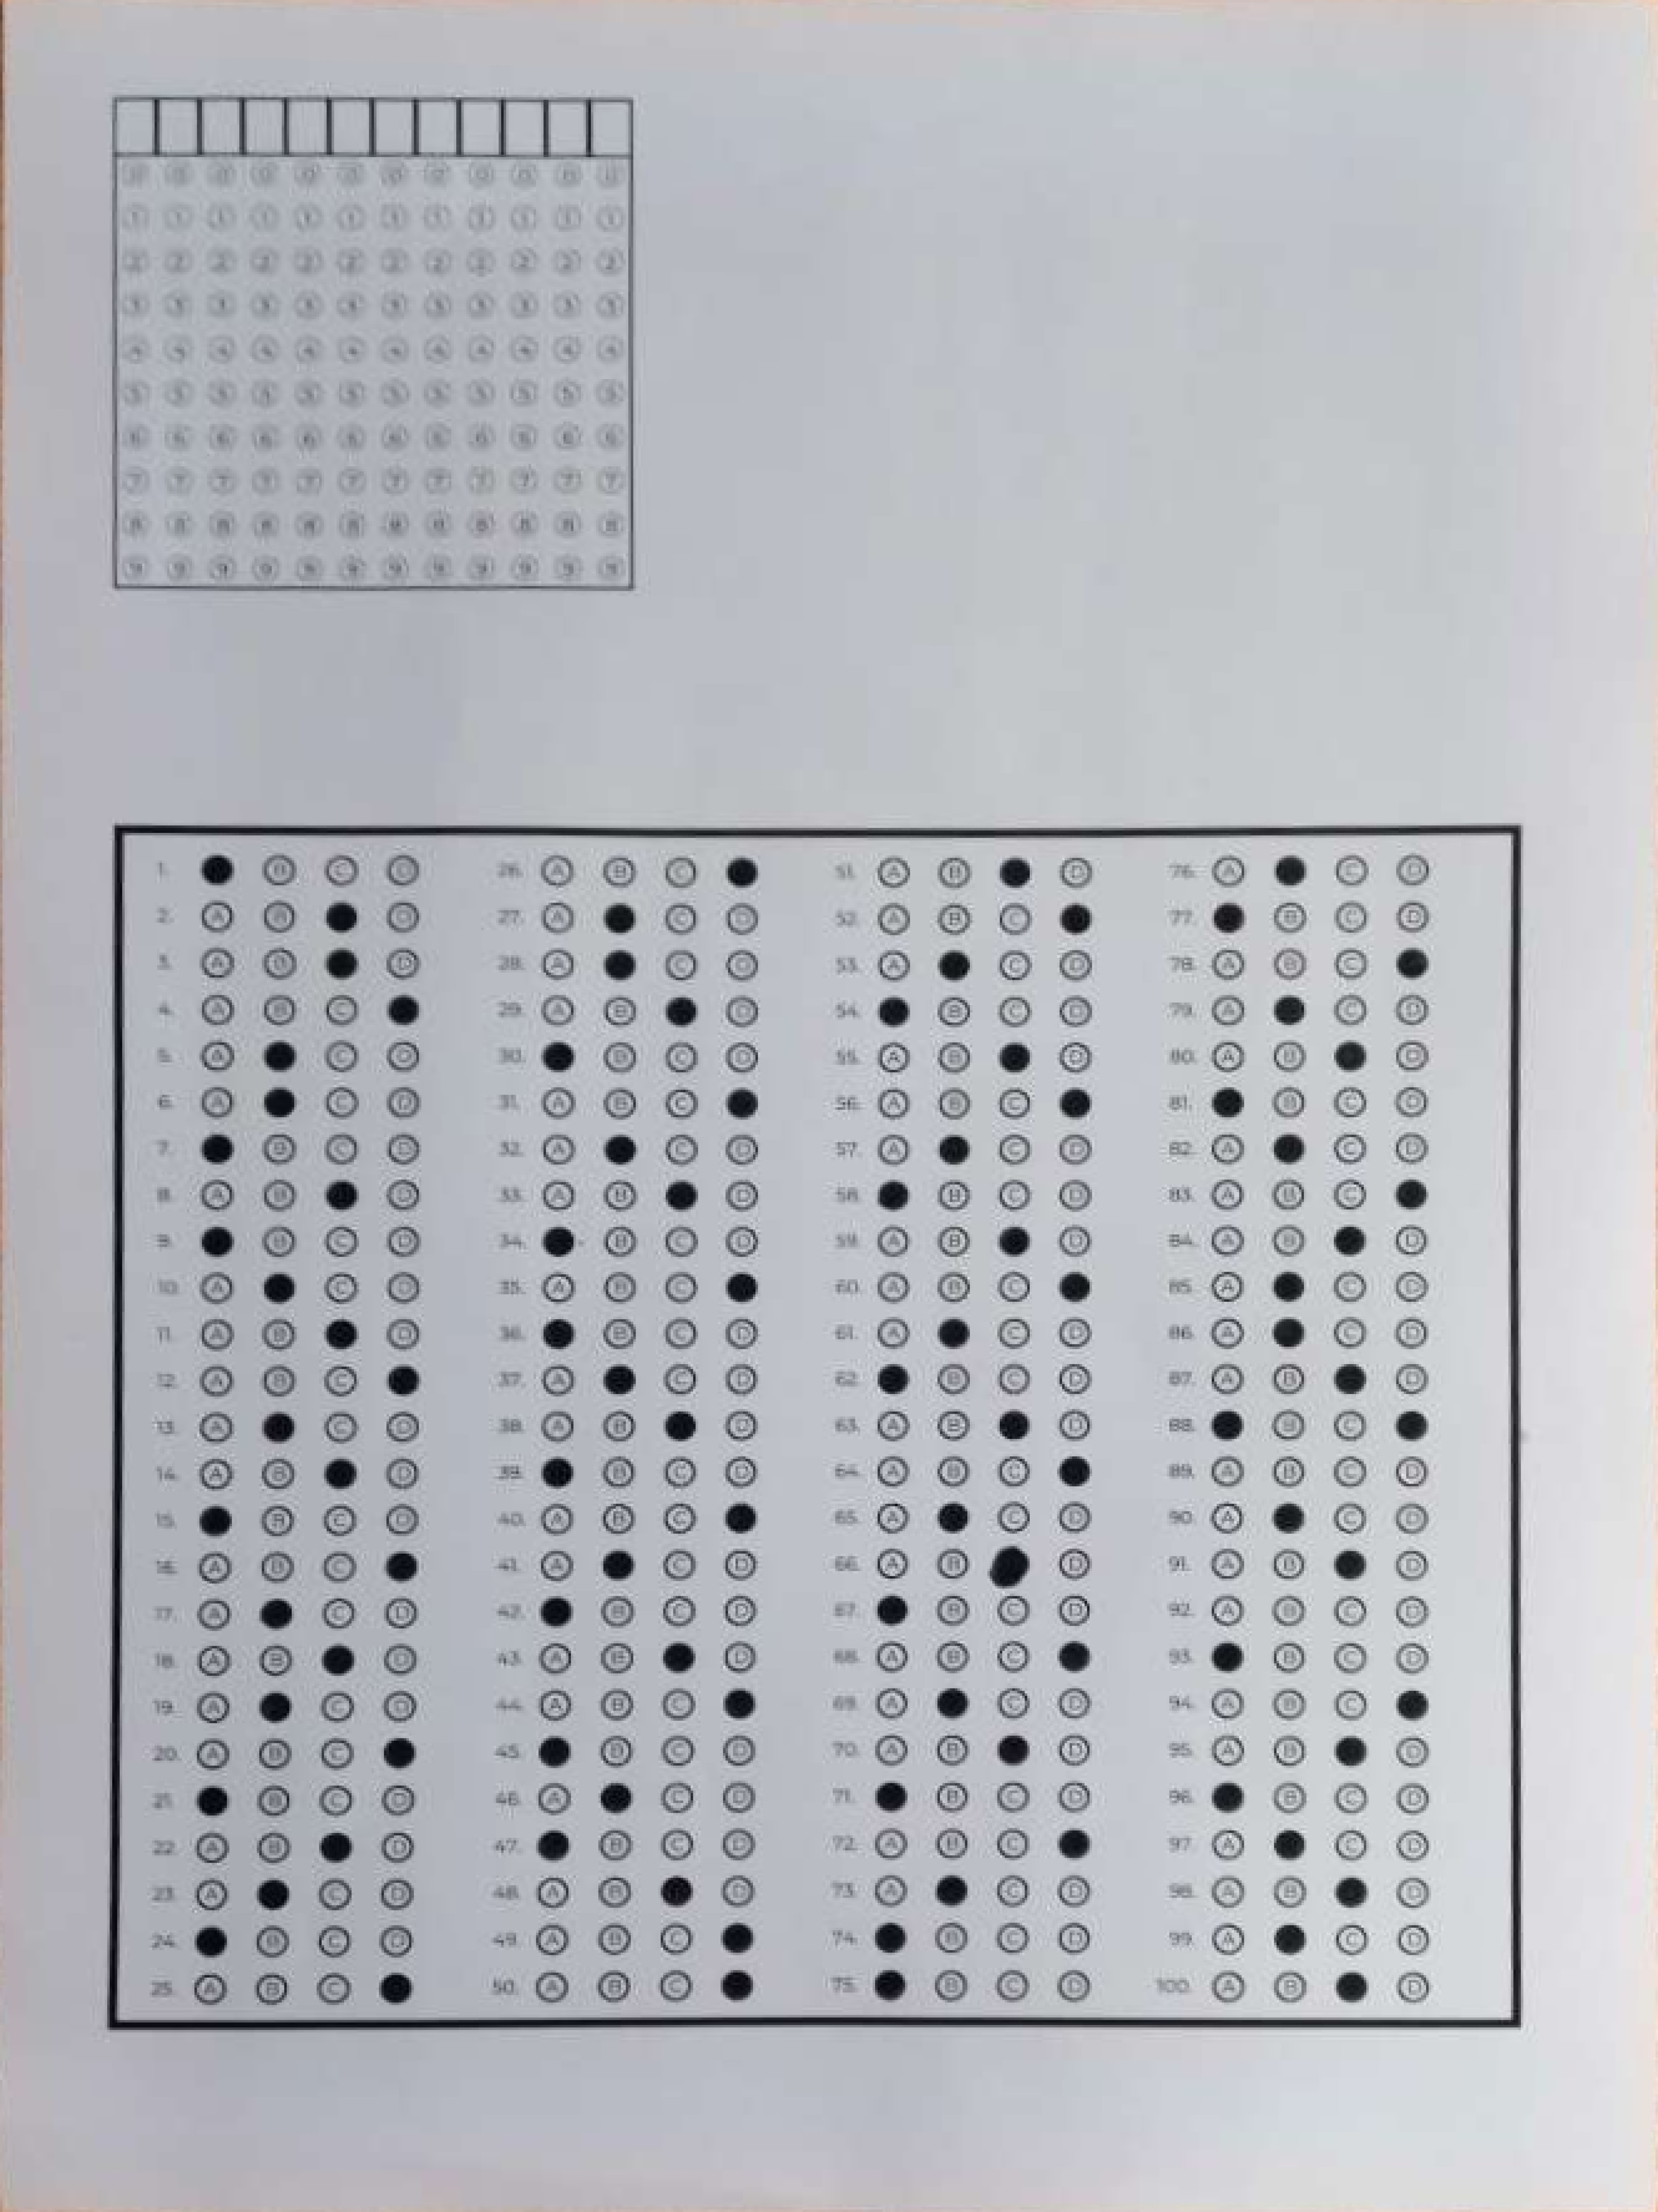 0 0 0 0 0 0 0 0 0 0 0 0
1 1 1 1 1 1 1 1 1 1 1 1
2 2 2 2 2 2 2 2 2 2 2 2
3 3 3 3 3 3 3 3 3 3 3 3
4 4 4 4 4 4 4 4 4 4 4 4
5 5 5 5 5 5 5 5 5 5 5 5
6 6 6 6 6 6 6 6 6 6 6 6
7 7 7 7 7 7 7 7 7 7 7 7
8 8 8 8 8 8 8 8 8 8 8 8
9 9 9 9 9 9 9 9 9 9 9 9
1. B C D
2. A B D
3. A B D
4. A B C
5. A C D
6. A C D
7. B C D
8. A B D
9. B C D
10. A C D
11. A B D
12. A B C
13. A C D
14. A B D
15. B C D
16. A B C
17. A C D
18. A B D
19. A C D
20. A B C
21. B C D
22. A B D
23. A C D
24. B C D
25. A B C
26. A B C
27. A C D
28. A C D
29. A B D
30. B C D
31. A B C
32. A C D
33. A B D
34. B C D
35. A B C
36. B C D
37. A C D
38. A B D
39. B C D
40. A B C
41. A C D
42. B C D
43. A B D
44. A B C
45. B C D
46. A C D
47. B C D
48. A B D
49. A B C
50. A B C
51. A B D
52. A B C
53. A C D
54. B C D
55. A B D
56. A B C
57. A C D
58. B C D
59. A B D
60. A B C
61. A C D
62. B C D
63. A B D
64. A B C
65. A C D
66. A B D
67. B C D
68. A B C
69. A C D
70. A B D
71. B C D
72. A B C
73. A C D
74. B C D
75. B C D
76. A C D
77. B C D
78. A B C
79. A C D
80. A B D
81. B C D
82. A C D
83. A B C
84. A B D
85. A C D
86. A C D
87. A B D
88. B C
89. A B C D
90. A C D
91. A B D
92. A B C D
93. B C D
94. A B C
95. A B D
96. B C D
97. A C D
98. A B D
99. A C D
100. A B D